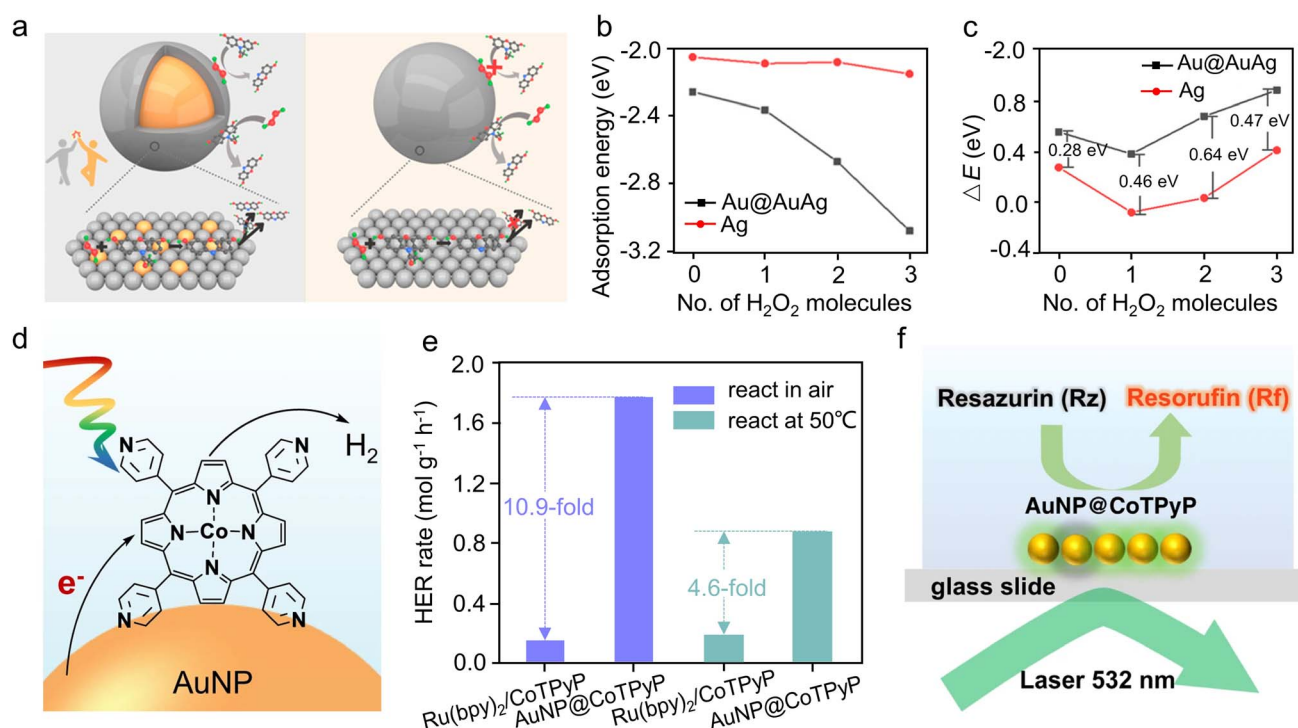 a
b
Adsorption energy (eV)
-2.0
-2.3
-2.6
-2.9
-3.2
Au@AuAg
Ag
0 1 2 3
No. of H₂O₂ molecules
c
△ E (eV)
-2.0
0.8
0.4
0.0
-0.4
Au@AuAg
Ag
0.28 eV
0.46 eV
0.64 eV
0.47 eV
0 1 2 3
No. of H₂O₂ molecules
d
N N
N
N Co N
N
N N
H₂
e⁻
AuNP
e
HER rate (mol g⁻¹ h⁻¹)
2.0
1.6
1.2
0.8
0.4
0.0
react in air
react at 50℃
10.9-fold
4.6-fold
Ru(bpy)₂/CoTPyP
AuNP@CoTPyP
Ru(bpy)₂/CoTPyP
AuNP@CoTPyP
f
Resazurin (Rz) Resorufin (Rf)
AuNP@CoTPyP
glass slide
Laser 532 nm